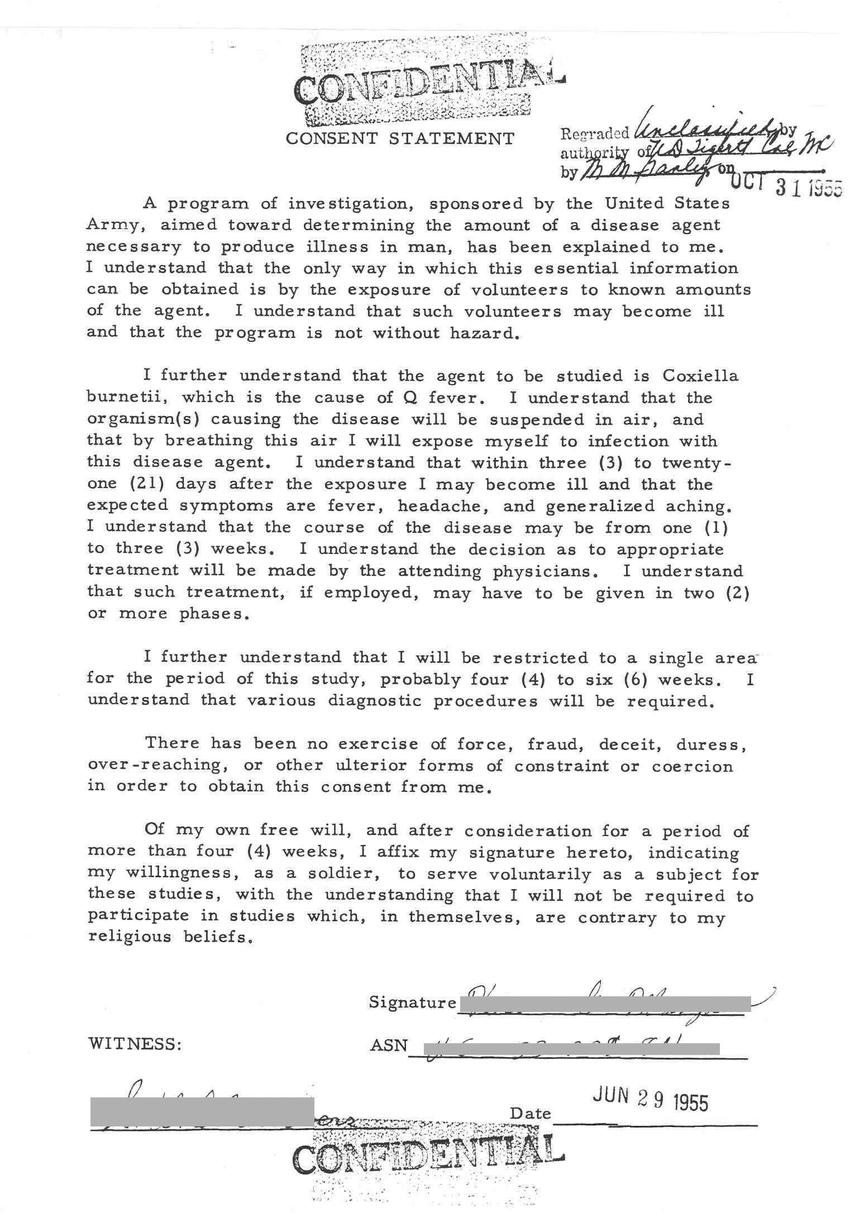 CONFIDENTIAL
CONSENT STATEMENT
Regraded Unclassified by
authority of W D Tigertt Col MC
by M M on
OCT 31 1955
A program of investigation, sponsored by the United States
Army, aimed toward determining the amount of a disease agent
necessary to produce illness in man, has been explained to me.
I understand that the only way in which this essential information
can be obtained is by the exposure of volunteers to known amounts
of the agent. I understand that such volunteers may become ill
and that the program is not without hazard.
I further understand that the agent to be studied is Coxiella
burnetii, which is the cause of Q fever. I understand that the
organism(s) causing the disease will be suspended in air, and
that by breathing this air I will expose myself to infection with
this disease agent. I understand that within three (3) to twenty-
one (21) days after the exposure I may become ill and that the
expected symptoms are fever, headache, and generalized aching.
I understand that the course of the disease may be from one (1)
to three (3) weeks. I understand the decision as to appropriate
treatment will be made by the attending physicians. I understand
that such treatment, if employed, may have to be given in two (2)
or more phases.
I further understand that I will be restricted to a single area
for the period of this study, probably four (4) to six (6) weeks. I
understand that various diagnostic procedures will be required.
There has been no exercise of force, fraud, deceit, duress,
over-reaching, or other ulterior forms of constraint or coercion
in order to obtain this consent from me.
Of my own free will, and after consideration for a period of
more than four (4) weeks, I affix my signature hereto, indicating
my willingness, as a soldier, to serve voluntarily as a subject for
these studies, with the understanding that I will not be required to
participate in studies which, in themselves, are contrary to my
religious beliefs.
Signature
WITNESS:
ASN
Date JUN 29 1955
CONFIDENTIAL